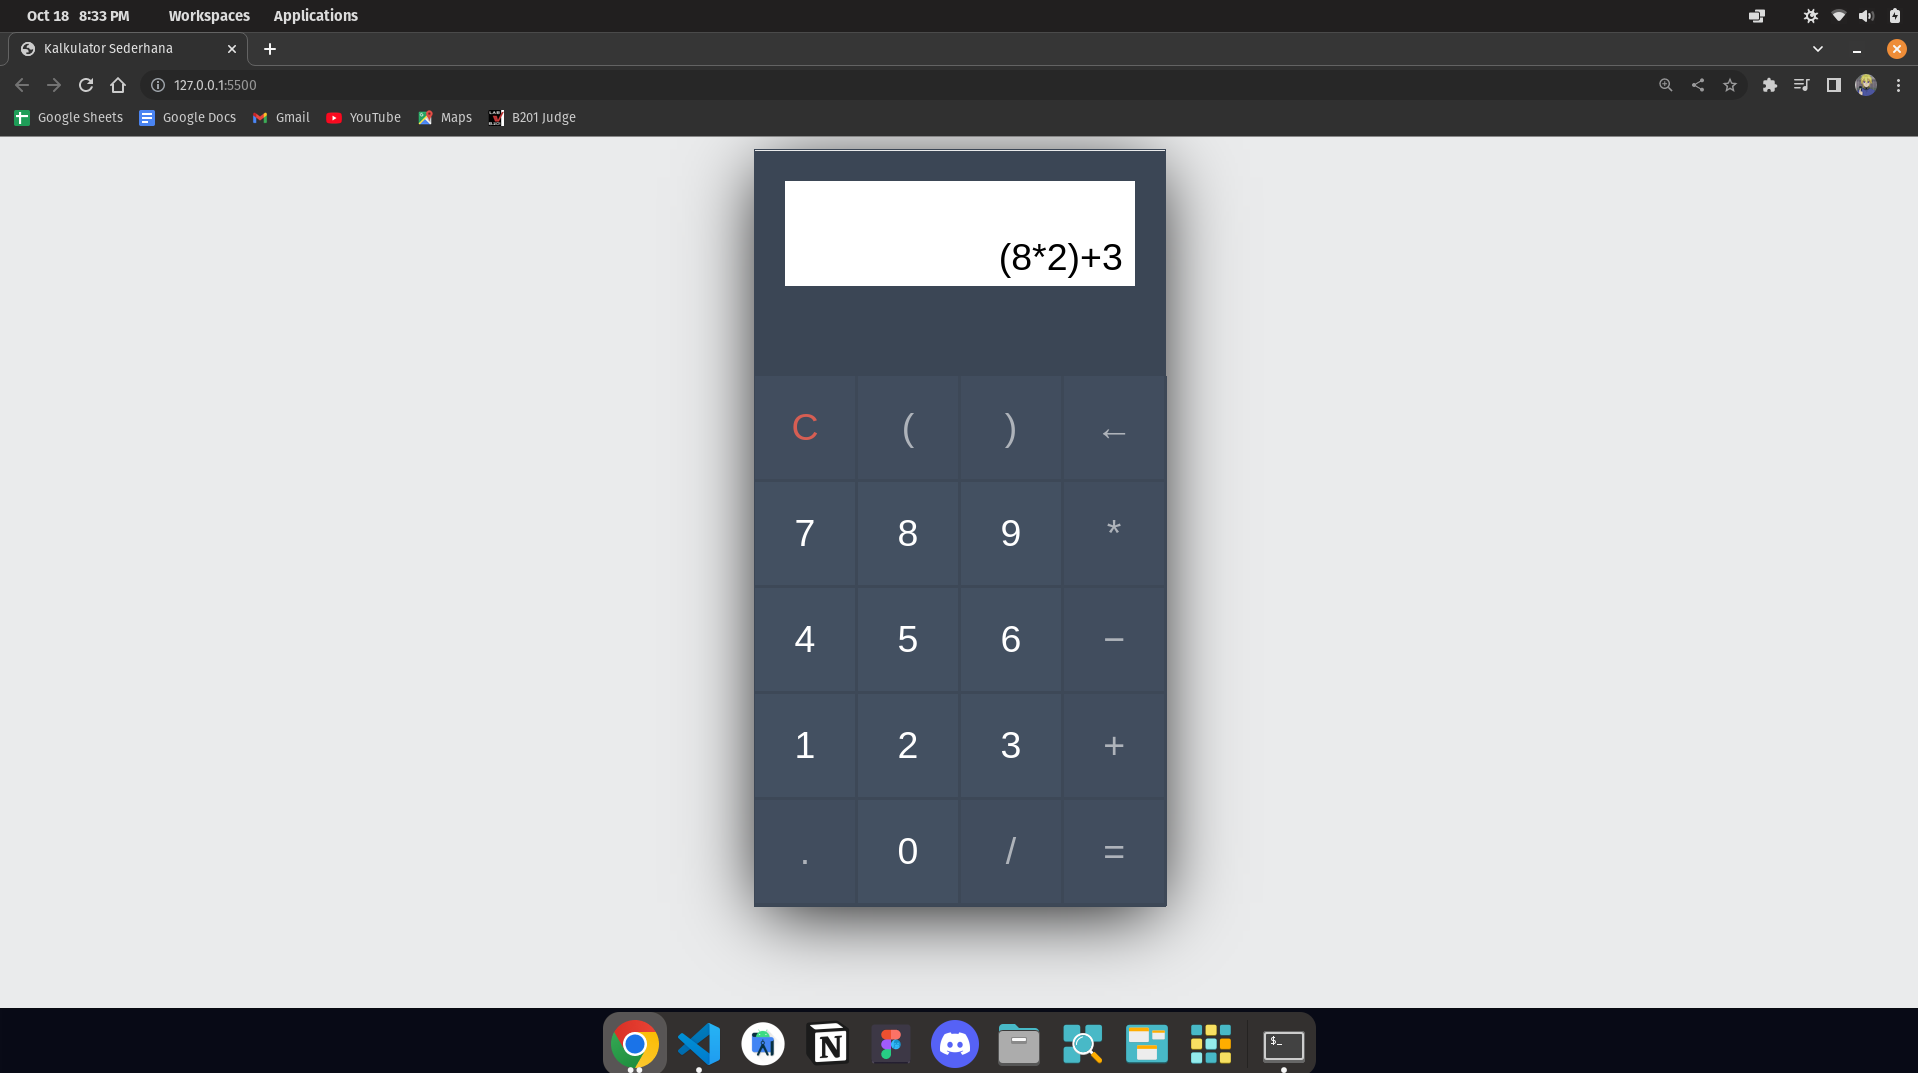 Oct 18 8:33 PM Workspaces Applications
Kalkulator Sederhana
127.0.0.1:5500
Google Sheets Google Docs Gmail YouTube Maps B201 Judge
(8*2)+3
C ( ) ←
7 8 9 *
4 5 6 −
1 2 3 +
. 0 / =
$_